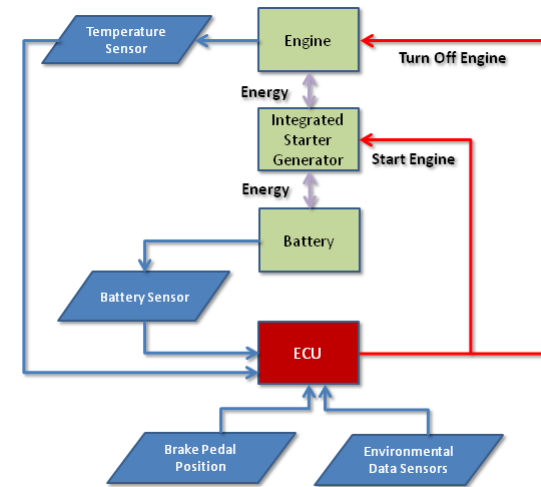 Temperature
Sensor
Engine
Turn Off Engine
Energy
Integrated
Starter
Generator
Start Engine
Energy
Battery
Battery Sensor
ECU
Brake Pedal
Position
Environmental
Data Sensors